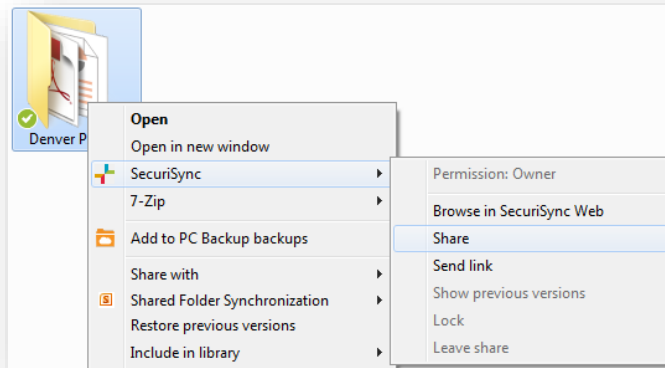 Denver P
Open
Open in new window
SecuriSync
7-Zip
Add to PC Backup backups
Share with
Shared Folder Synchronization
Restore previous versions
Include in library
Permission: Owner
Browse in SecuriSync Web
Share
Send link
Show previous versions
Lock
Leave share